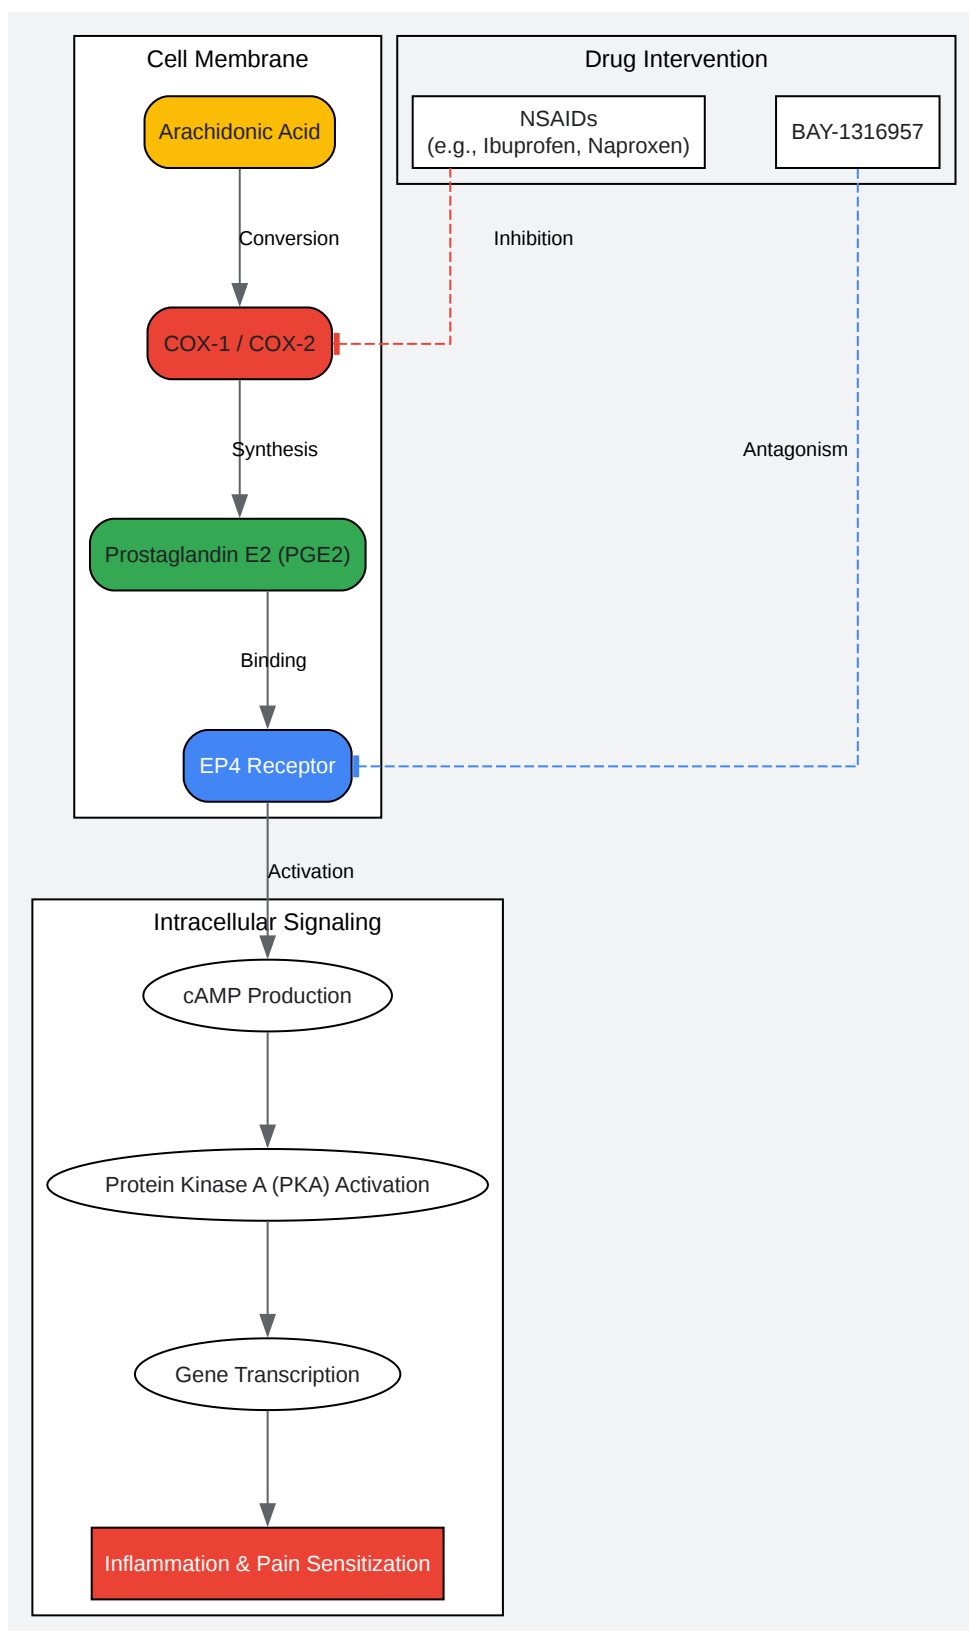 Cell Membrane
Drug Intervention
Arachidonic Acid
NSAIDs
(e.g., Ibuprofen, Naproxen)
BAY-1316957
Conversion
Inhibition
COX-1 / COX-2
Synthesis
Antagonism
Prostaglandin E2 (PGE2)
Binding
EP4 Receptor
Activation
Intracellular Signaling
cAMP Production
Protein Kinase A (PKA) Activation
Gene Transcription
Inflammation & Pain Sensitization